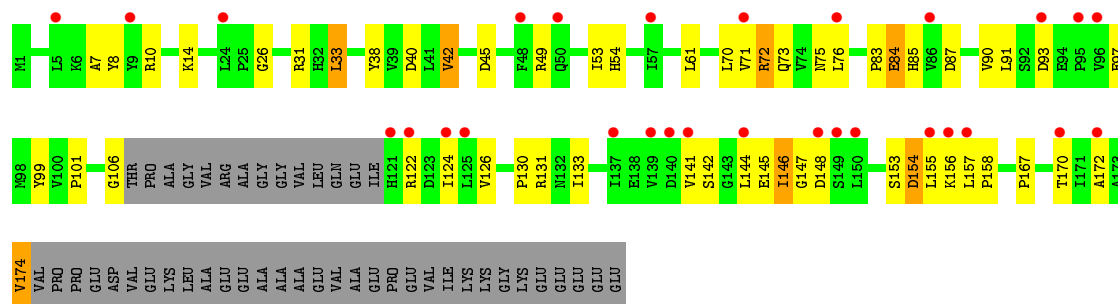 M1 L5 K6 A7 Y8 Y9 R10 K14 L24 P25 G26 R31 H32 L33 Y38 V39 D40 L41 V42 D45 F48 R49 Q50 I53 H54 I57 L61 L70 V71 R72 Q73 V74 N75 L76 P83 E84 H85 V86 D87 V90 L91 S92 D93 E94 P95 V96
M98 Y99 V100 P101 G106 THR PRO ALA GLY VAL ARG ALA GLY GLY VAL LEU GLN GLU ILE H121 R122 D123 I124 L125 V126 P130 R131 N132 I133 I137 E138 V139 D140 V141 S142 G143 L144 E145 I146 G147 D148 S149 L150 S153 D154 L155 K156 L157 P158 P167 T170 I171 A172 A173
V174 VAL PRO PRO GLU ASP VAL GLU LYS LEU ALA GLU GLU ALA ALA ALA GLU VAL ALA GLU PRO GLU VAL ILE LYS LYS GLY LYS GLU GLU GLU GLU GLU